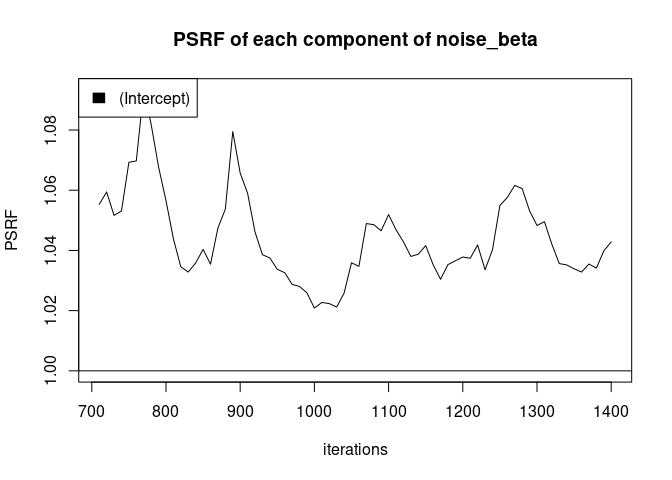 PSRF of each component of noise_beta
(Intercept)
PSRF
1.00 1.02 1.04 1.06 1.08
700 800 900 1000 1100 1200 1300 1400
iterations